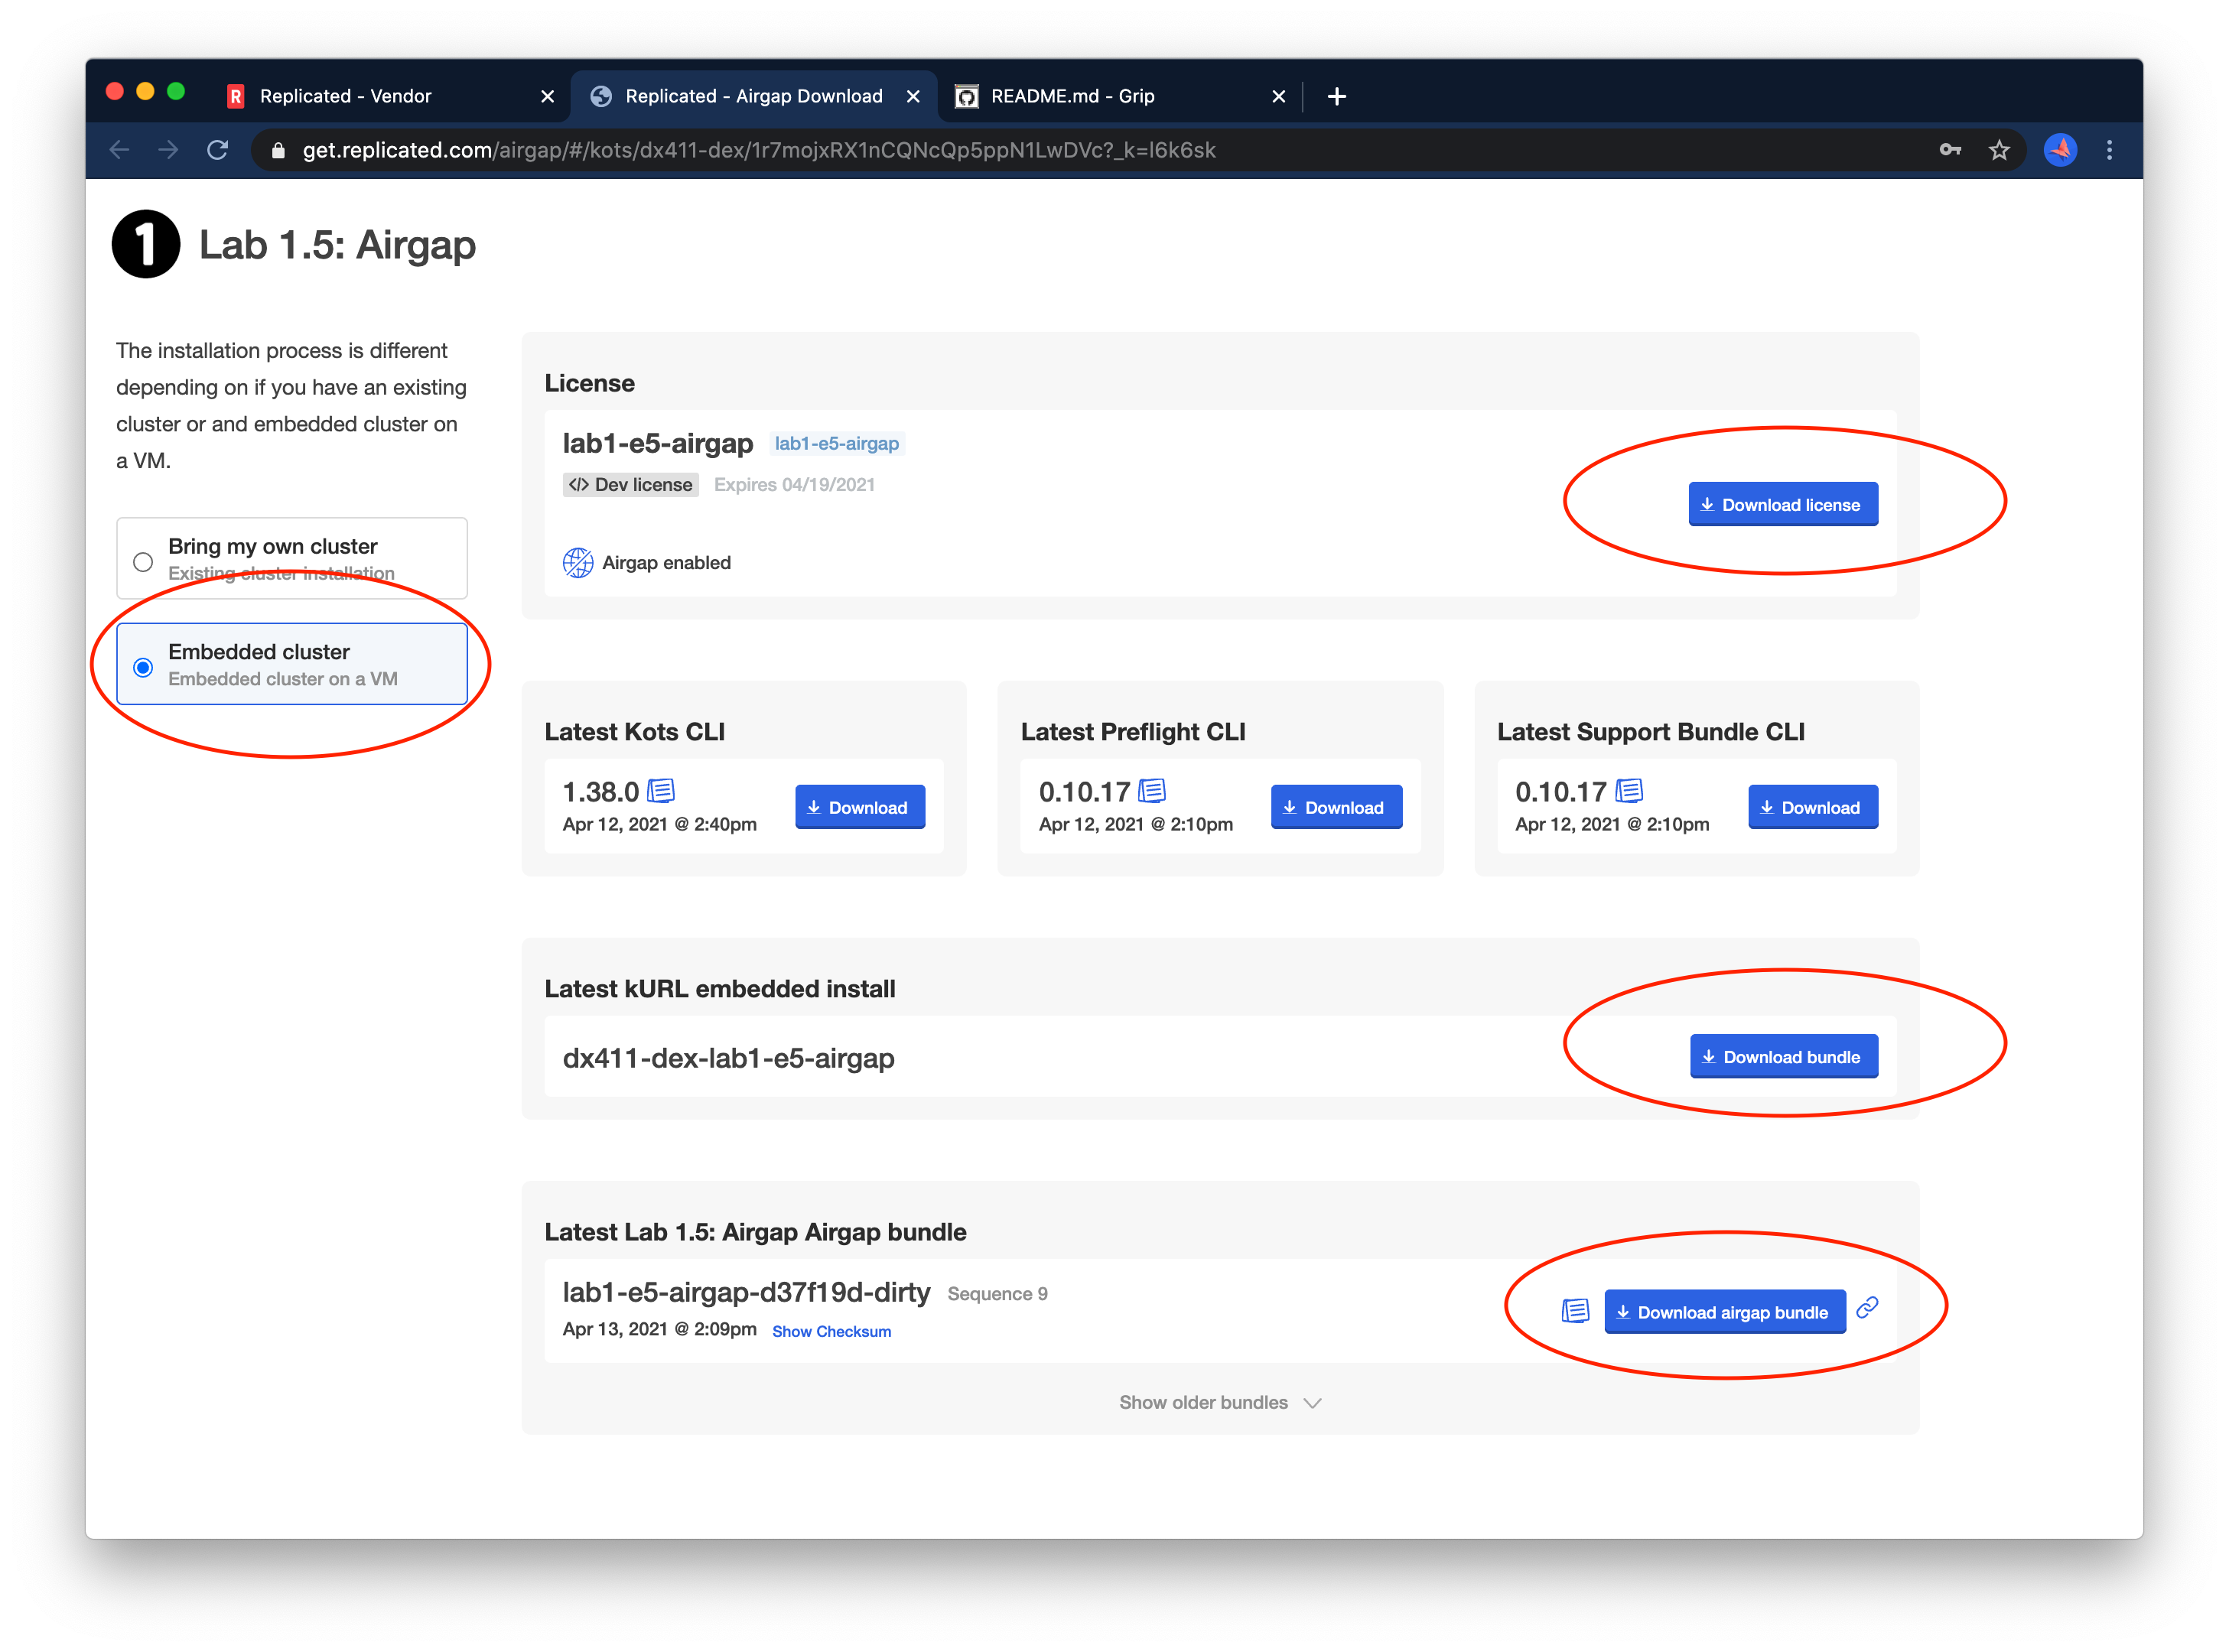 Replicated - Vendor
Replicated - Airgap Download
README.md - Grip
get.replicated.com/airgap/#/kots/dx411-dex/1r7mojxRX1nCQNcQp5ppN1LwDVc?_k=l6k6sk
1 Lab 1.5: Airgap
The installation process is different
depending on if you have an existing
cluster or and embedded cluster on
a VM.
Bring my own cluster
Existing cluster installation
Embedded cluster
Embedded cluster on a VM
License
lab1-e5-airgap lab1-e5-airgap
</> Dev license Expires 04/19/2021
Download license
Airgap enabled
Latest Kots CLI
1.38.0
Apr 12, 2021 @ 2:40pm
Download
Latest Preflight CLI
0.10.17
Apr 12, 2021 @ 2:10pm
Download
Latest Support Bundle CLI
0.10.17
Apr 12, 2021 @ 2:10pm
Download
Latest kURL embedded install
dx411-dex-lab1-e5-airgap
Download bundle
Latest Lab 1.5: Airgap Airgap bundle
lab1-e5-airgap-d37f19d-dirty Sequence 9
Apr 13, 2021 @ 2:09pm Show Checksum
Download airgap bundle
Show older bundles